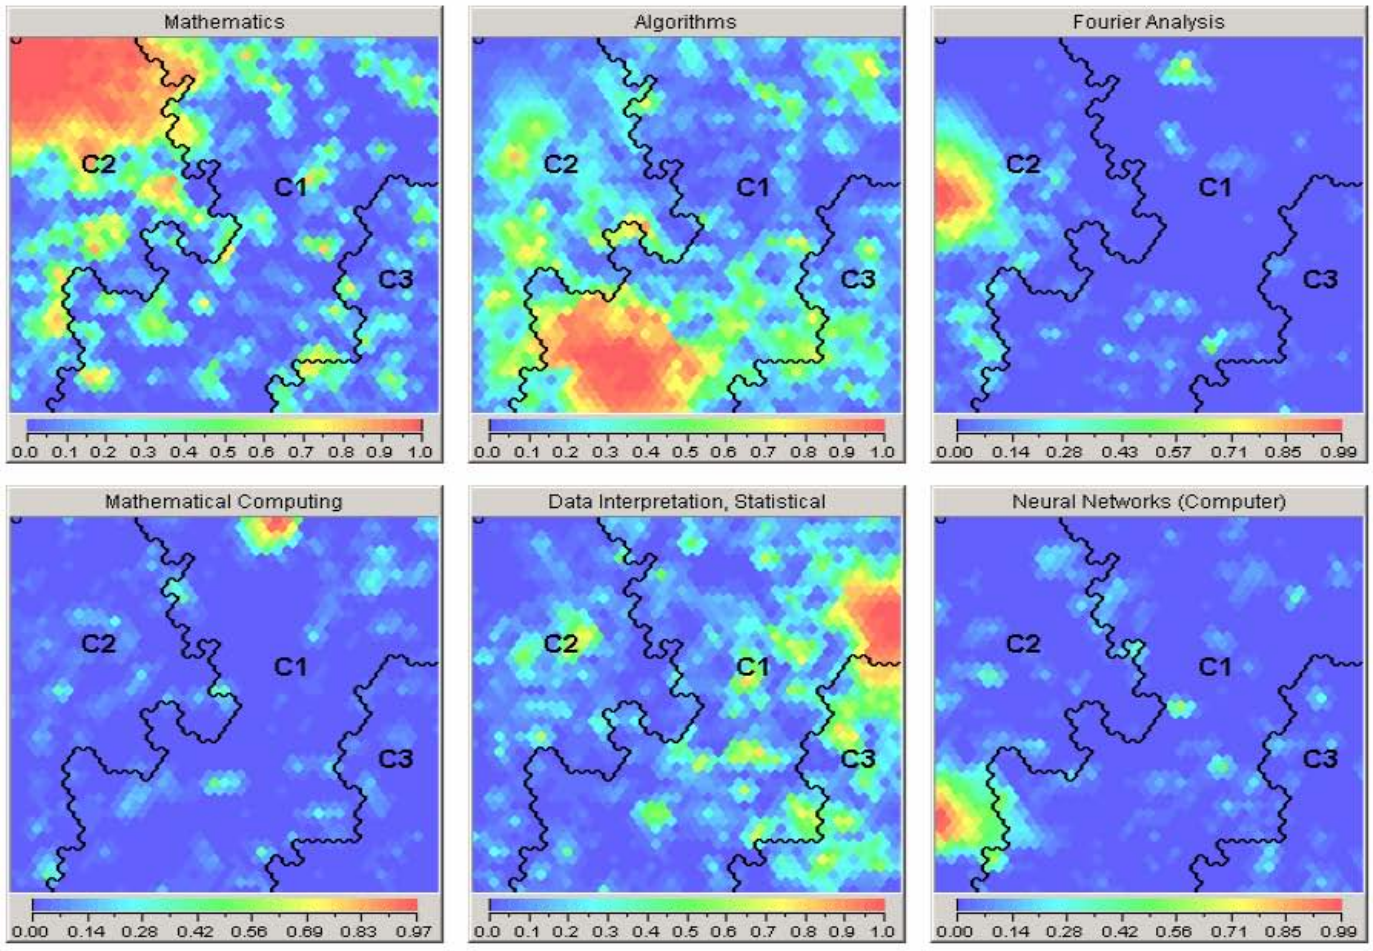 Mathematics
C2
C1
C3
0.0 0.1 0.2 0.3 0.4 0.5 0.6 0.7 0.8 0.9 1.0
Algorithms
C2
C1
C3
0.0 0.1 0.2 0.3 0.4 0.5 0.6 0.7 0.8 0.9 1.0
Fourier Analysis
C2
C1
C3
0.00 0.14 0.28 0.43 0.57 0.71 0.85 0.99
Mathematical Computing
C2
C1
C3
0.00 0.14 0.28 0.42 0.56 0.69 0.83 0.97
Data Interpretation, Statistical
C2
C1
C3
0.0 0.1 0.2 0.3 0.4 0.5 0.6 0.7 0.8 0.9 1.0
Neural Networks (Computer)
C2
C1
C3
0.00 0.14 0.28 0.42 0.56 0.71 0.85 0.99